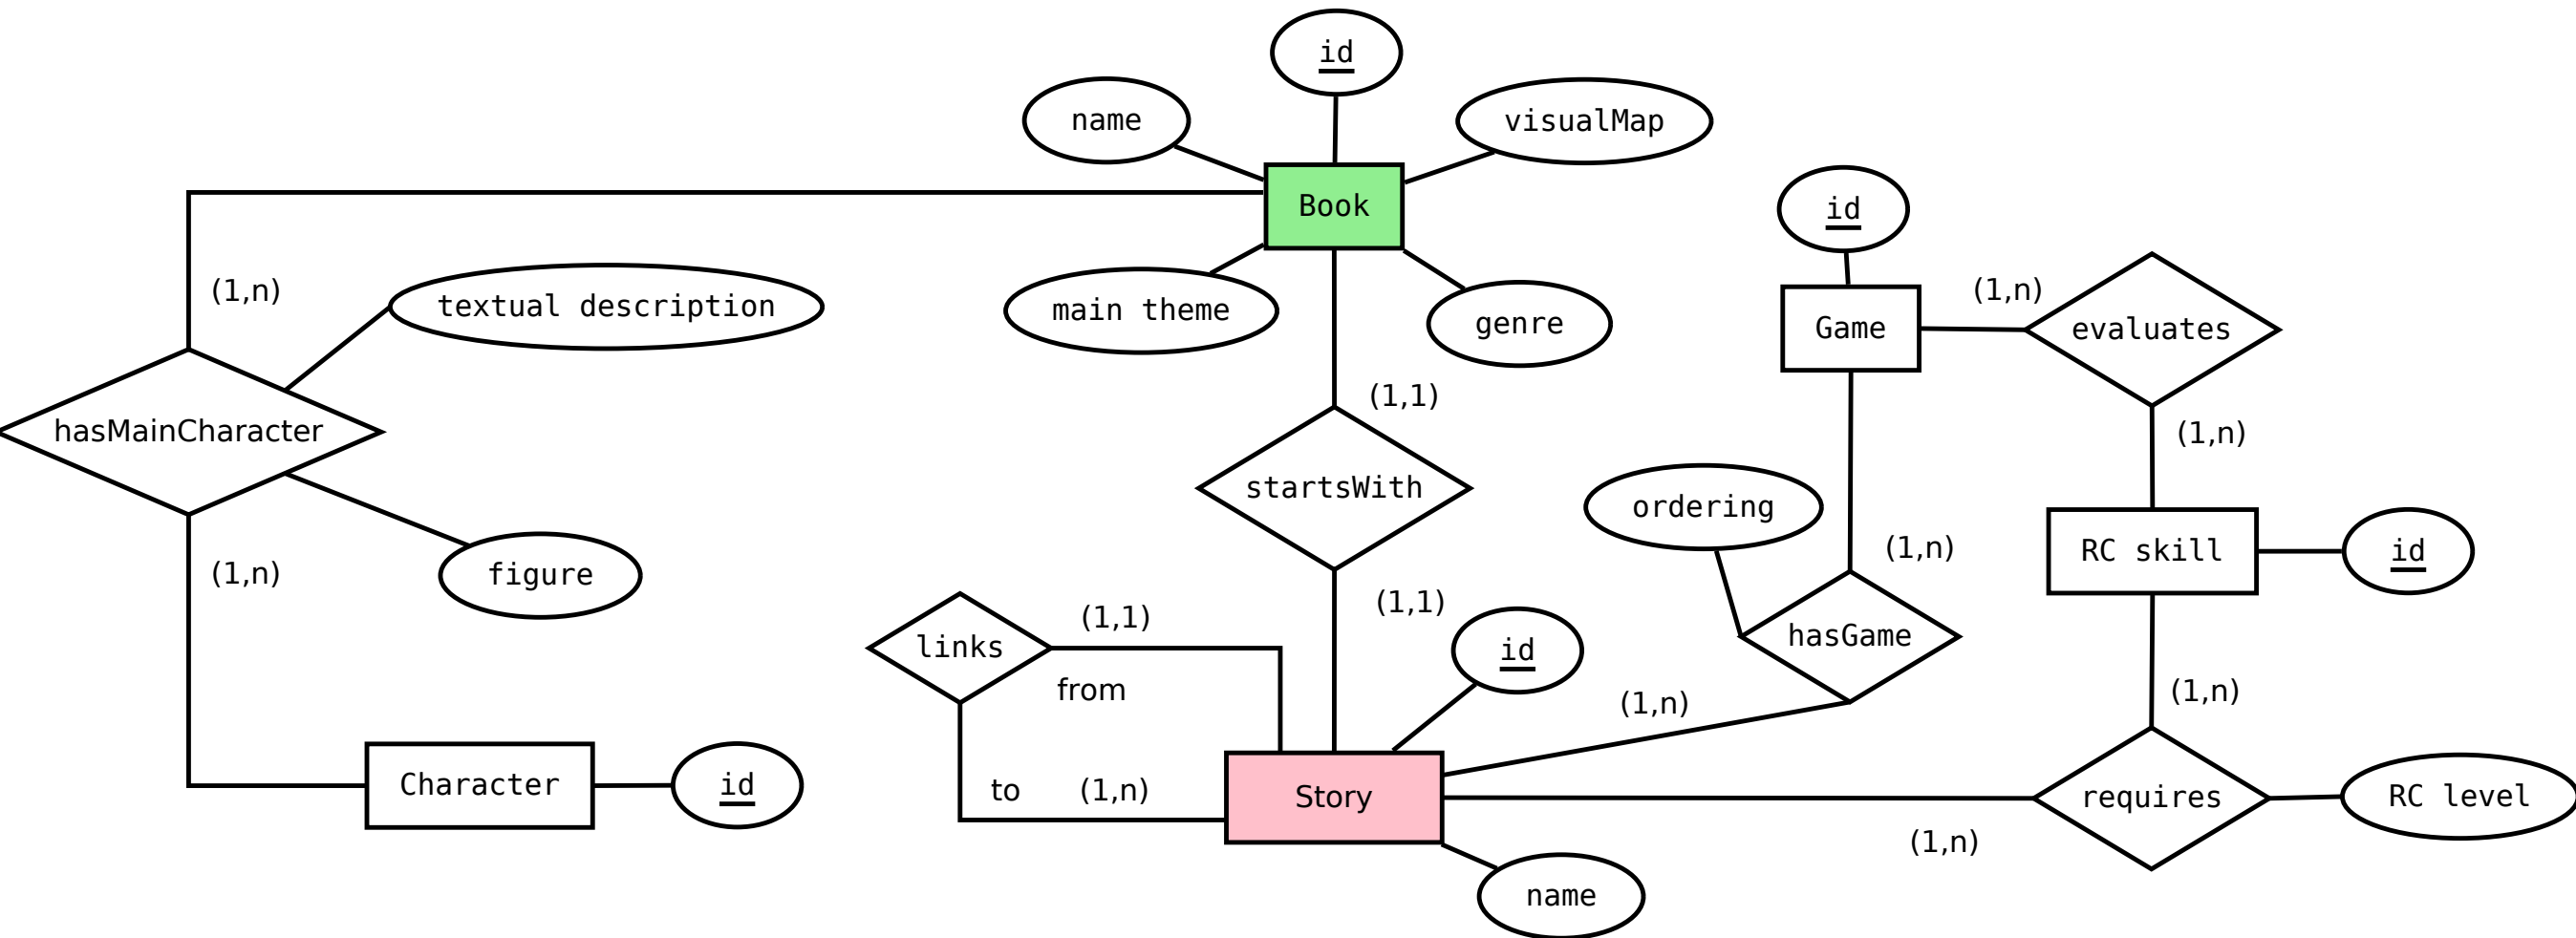 id
name
visualMap
Book
id
(1,n)
(1,n)
textual description
main theme
genre
Game
evaluates
(1,1)
hasMainCharacter
(1,n)
startsWith
ordering
(1,n)
RC skill
id
(1,n)
figure
(1,1)
(1,1)
links
id
hasGame
from
(1,n)
(1,n)
Character
id
to
(1,n)
Story
requires
RC level
(1,n)
name